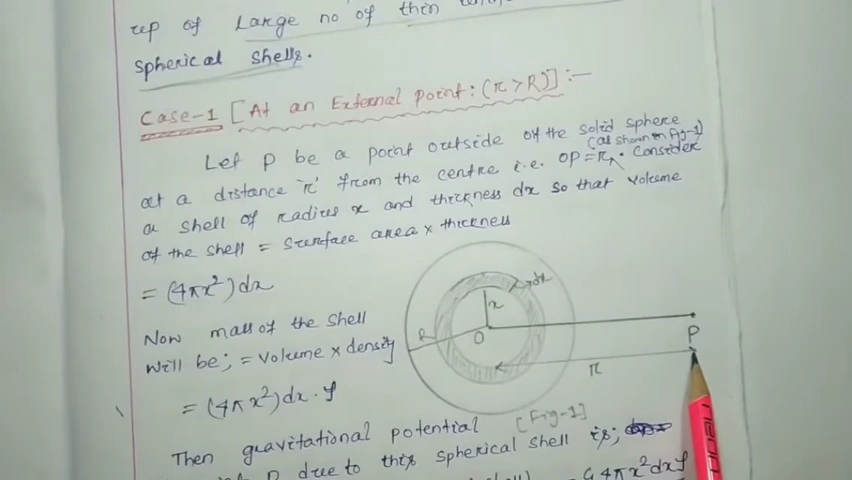 rep of Large no of thin
spherical shells.
Case-1 [At an External point: (r > R)] :—
Let P be a point outside of the solid sphere
(as shown in Fig-1)
at a distance 'r' from the centre i.e. OP = r. Consider
a shell of radius x and thickness dx so that volume
of the shell = surface area × thickness
= (4πx²) dx
Now mass of the shell
will be; = volume × density
= (4πx²) dx · ρ
dx
x
R
O
P
r
[Fig-1]
Then gravitational potential
P due to this spherical shell is;
4πx²dxρ